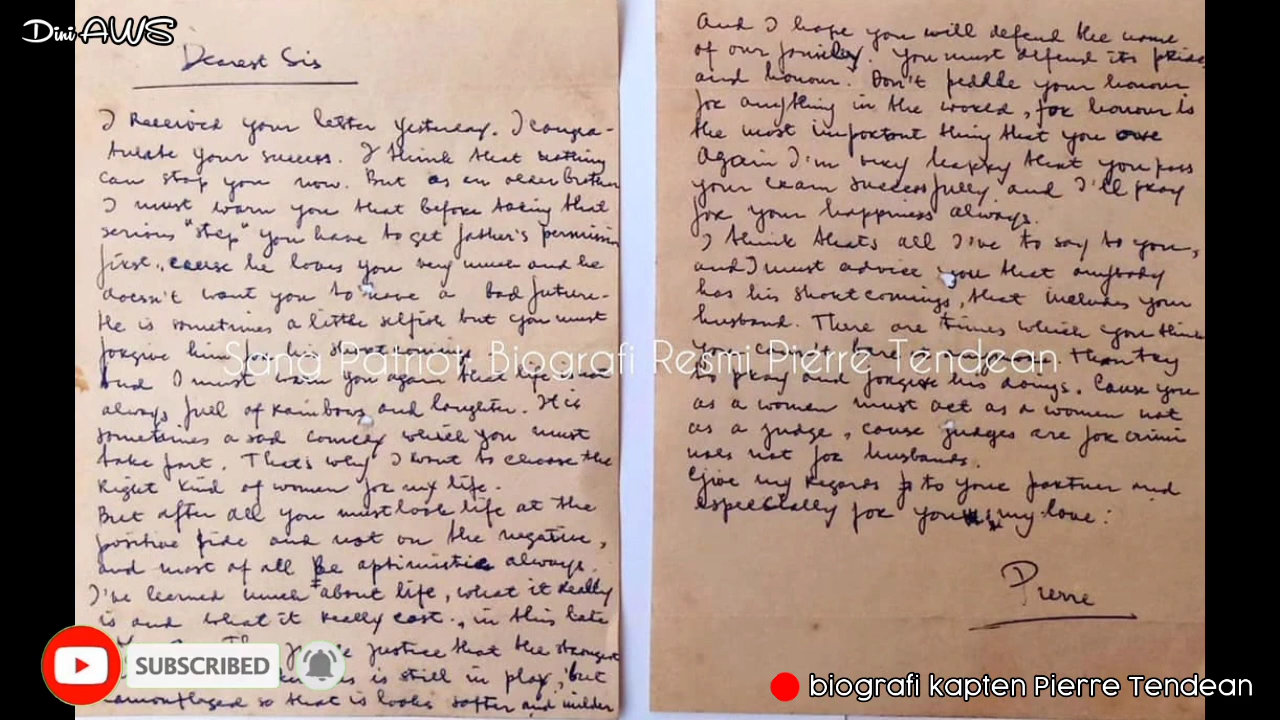 Dini AWS
Dearest Sis
I received your letter yesterday. I congra-
tulate your success. I think that nothing
can stop you now. But as an older brother
I must warn you that before taking that
serious "step" you have to get father's permission
first., cause he loves you very much and he
doesn't want you to have a bad future.
He is sometimes a little selfish but you must
forgive him for his shortcomings.
And I must warn you again that life is not
always full of rainbows and laughter. It is
sometimes a sad comedy which you must
take part. That's why I want to choose the
right kind of women for my life.
But after all you must look life at the
positive side and not on the negative,
and most of all be optimistic always.
I've learned much about life, what it really
is and what it really cost., in this late
justice that the strongest
is still in play, but
camouflaged so that is looks softer and milder
And I hope you will defend the name
of our family. You must defend its pride
and honour. Don't peddle your honour
for anything in the world, for honour is
the most important thing that you owe
Again I'm very happy that you pass
your exam successfully and I'll pray
for your happiness always.
I think thats all I've to say to you,
and I must advice you that anybody
has his shortcomings, that includes your
husband. There are times which you think
you couldn't bare it any more than try
to pray and forgive his doings. Cause you
as a women must act as a women not
as a judge, cause judges are for crimi
nals not for husbands.
Give my regards to your partner and
especially for you my love:
Pierre
Sang Patriot: Biografi Resmi Pierre Tendean
SUBSCRIBED
biografi kapten Pierre Tendean